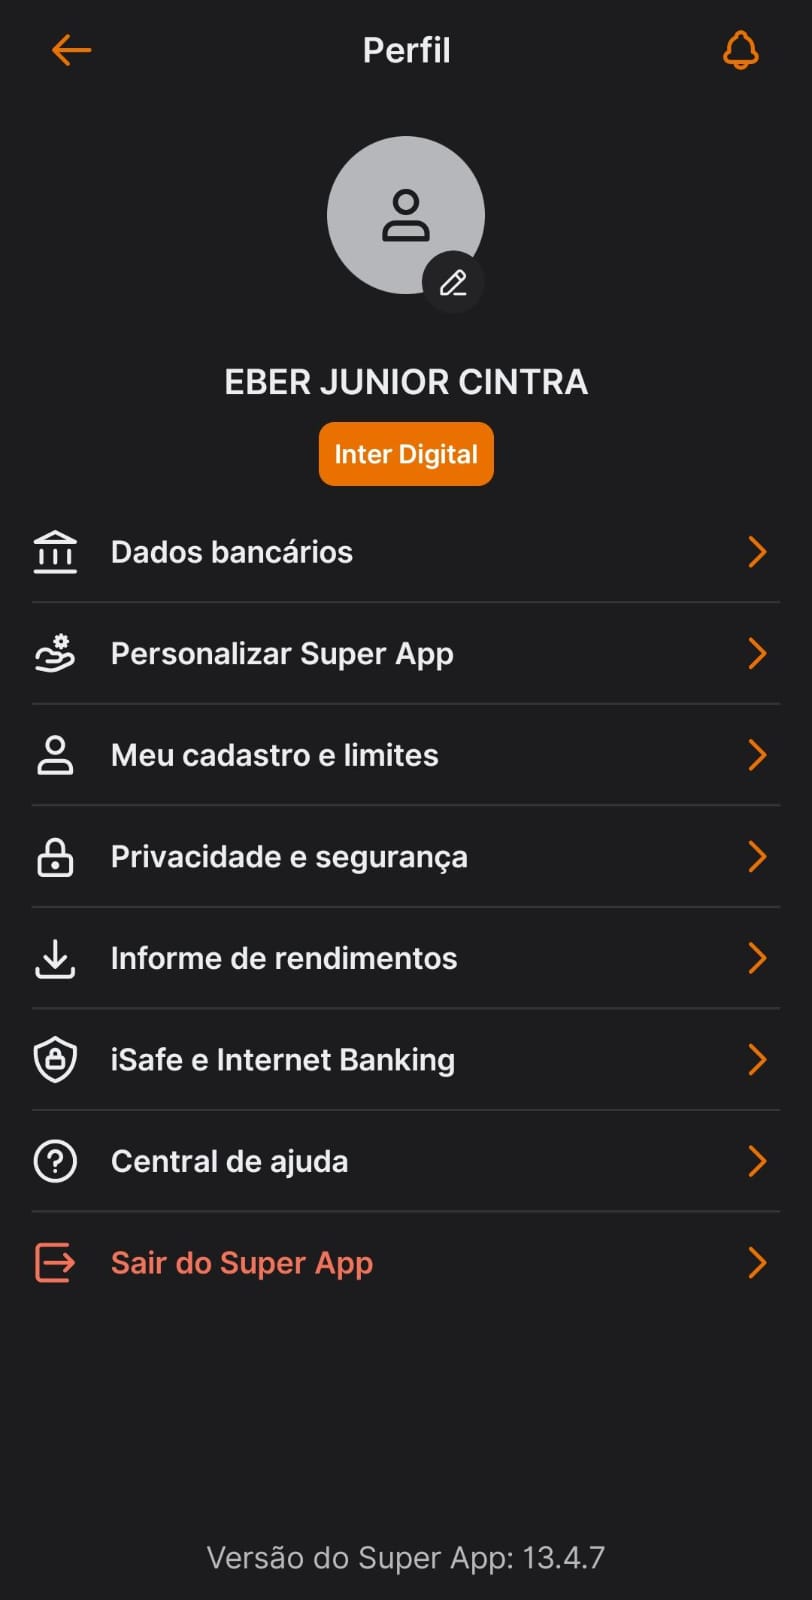 Perfil
EBER JUNIOR CINTRA
Inter Digital
Dados bancários
Personalizar Super App
Meu cadastro e limites
Privacidade e segurança
Informe de rendimentos
iSafe e Internet Banking
Central de ajuda
Sair do Super App
Versão do Super App: 13.4.7